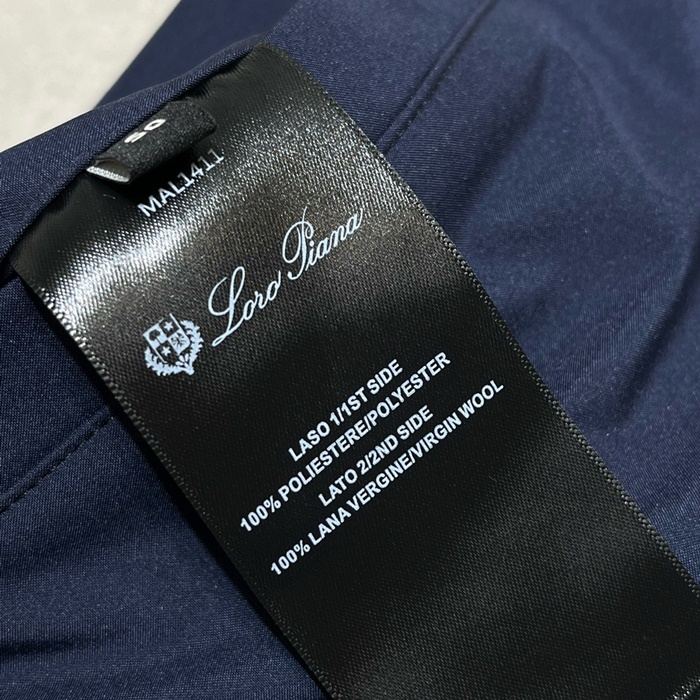 50
MAL1411
Loro Piana
LASO 1/1ST SIDE
100% POLIESTERE/POLYESTER
LATO 2/2ND SIDE
100% LANA VERGINE/VIRGIN WOOL